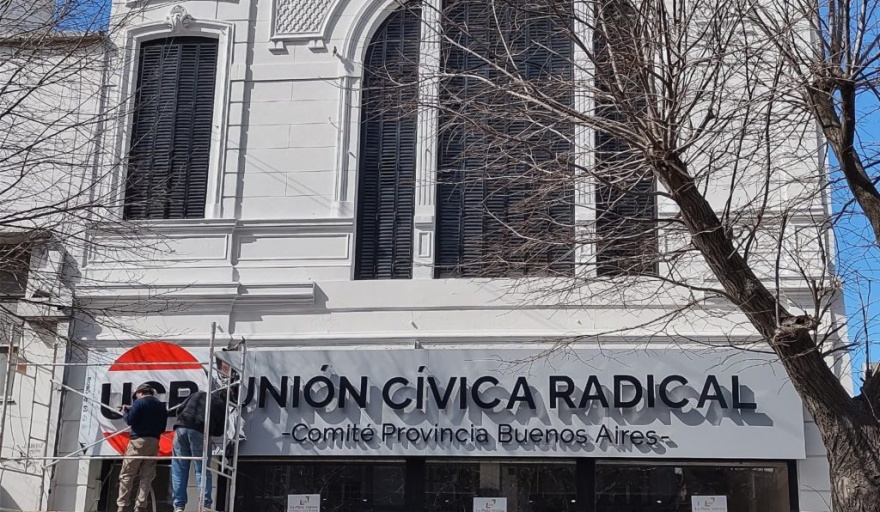 UCR
UNIÓN CÍVICA RADICAL
-Comité Provincia Buenos Aires-